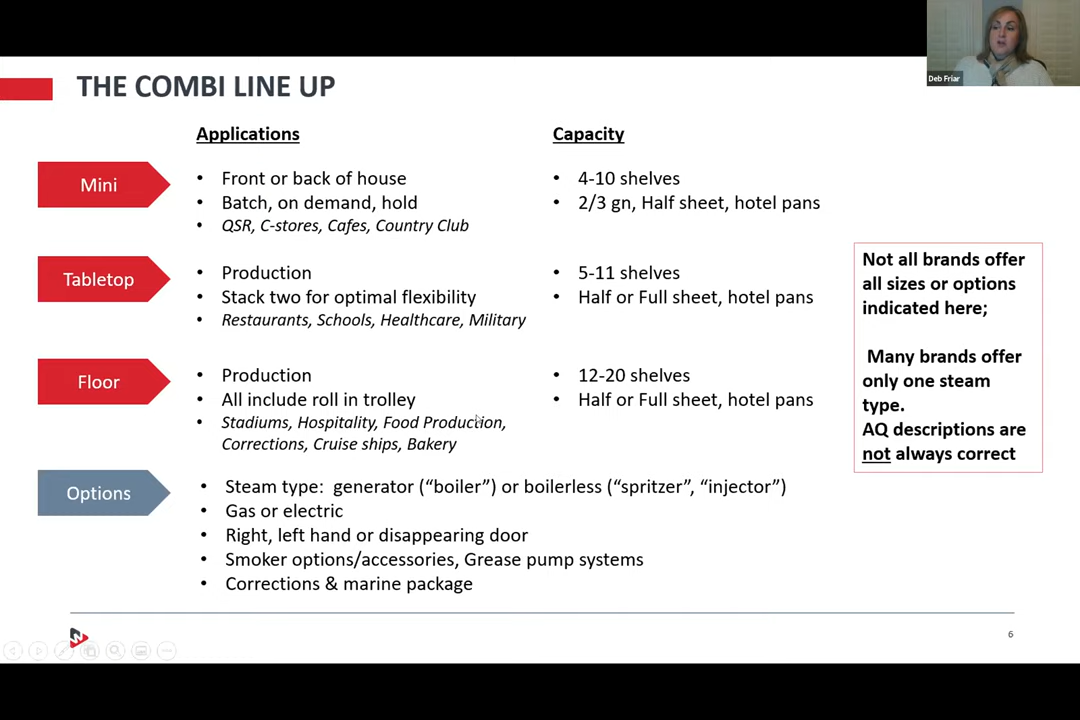 Deb Friar
THE COMBI LINE UP
Applications
Capacity
Mini
• Front or back of house
• Batch, on demand, hold
• QSR, C-stores, Cafes, Country Club
• 4-10 shelves
• 2/3 gn, Half sheet, hotel pans
Tabletop
• Production
• Stack two for optimal flexibility
• Restaurants, Schools, Healthcare, Military
• 5-11 shelves
• Half or Full sheet, hotel pans
Floor
• Production
• All include roll in trolley
• Stadiums, Hospitality, Food Production,
Corrections, Cruise ships, Bakery
• 12-20 shelves
• Half or Full sheet, hotel pans
Not all brands offer
all sizes or options
indicated here;
Many brands offer
only one steam
type.
AQ descriptions are
not always correct
Options
• Steam type: generator (“boiler”) or boilerless (“spritzer”, “injector”)
• Gas or electric
• Right, left hand or disappearing door
• Smoker options/accessories, Grease pump systems
• Corrections & marine package
6